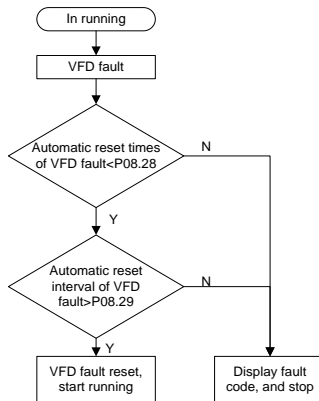 In running
VFD fault
Automatic reset times
of VFD fault<P08.28
N
Y
Automatic reset
interval of VFD
fault>P08.29
N
Y
VFD fault reset,
start running
Display fault
code, and stop